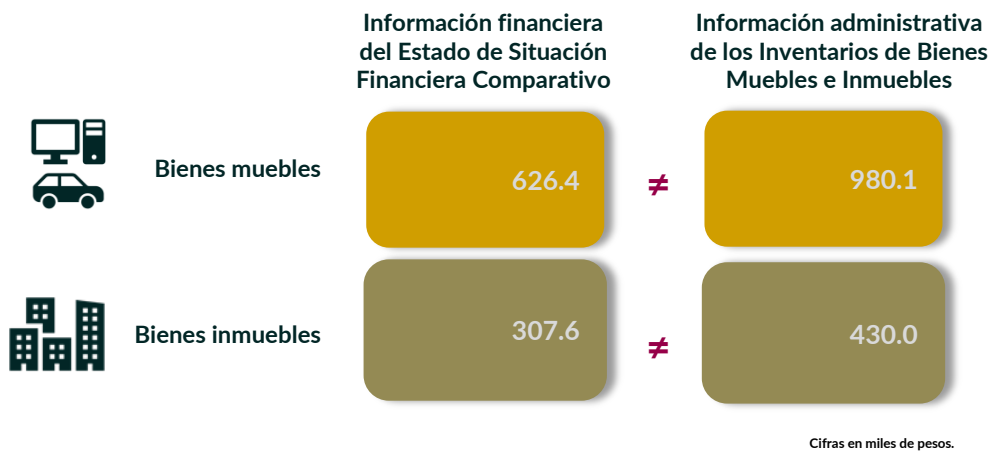 Información financiera
del Estado de Situación
Financiera Comparativo
Información administrativa
de los Inventarios de Bienes
Muebles e Inmuebles
Bienes muebles
626.4
≠
980.1
Bienes inmuebles
307.6
≠
430.0
Cifras en miles de pesos.